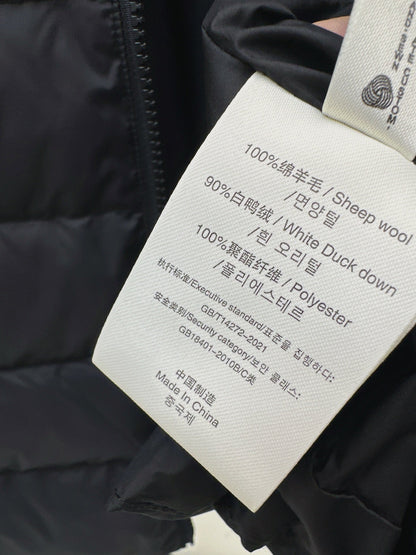 100%绵羊毛 / Sheep wool
/ 면양털
90%白鸭绒 / White Duck down
/ 흰 오리털
100%聚酯纤维 / Polyester
/ 폴리에스테르
执行标准/Executive standard/표준을 집행하다:
GB/T14272-2021
安全类别/Security category/보안 클래스:
GB18401-2010B/C类
中国制造
Made In China
중국제